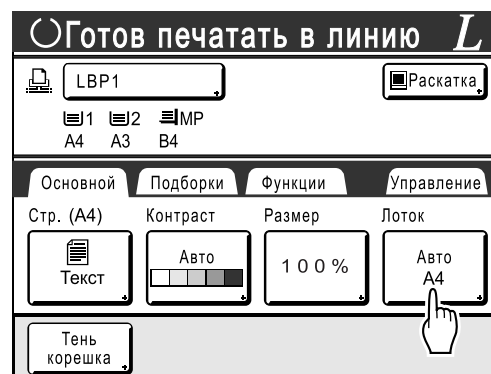 Готов печатать в линию L
LBP1
Раскатка
1 2 MP
A4 A3 B4
Основной Подборки Функции Управление
Стр. (A4) Контраст Размер Лоток
Текст Авто 100% Авто
A4
Тень
корешка